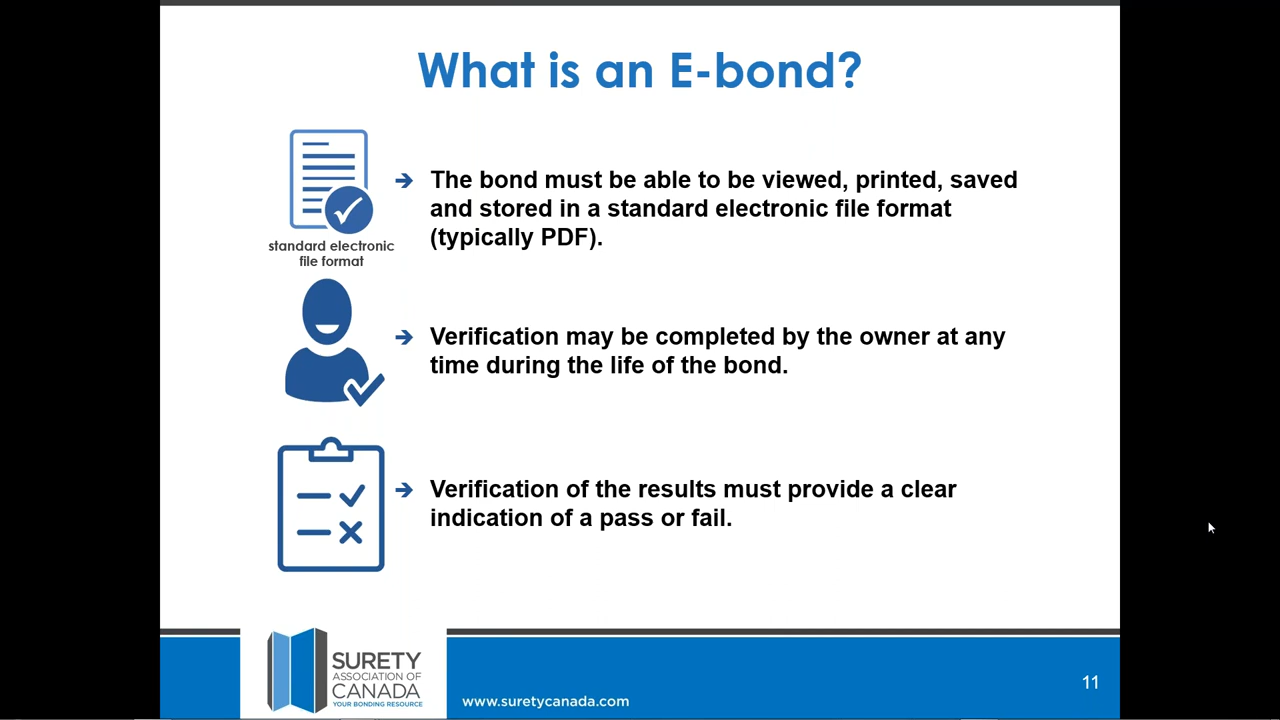 What is an E-bond?
standard electronic
file format
➔ The bond must be able to be viewed, printed, saved
and stored in a standard electronic file format
(typically PDF).
➔ Verification may be completed by the owner at any
time during the life of the bond.
➔ Verification of the results must provide a clear
indication of a pass or fail.
SURETY
ASSOCIATION OF
CANADA
YOUR BONDING RESOURCE
www.suretycanada.com
11